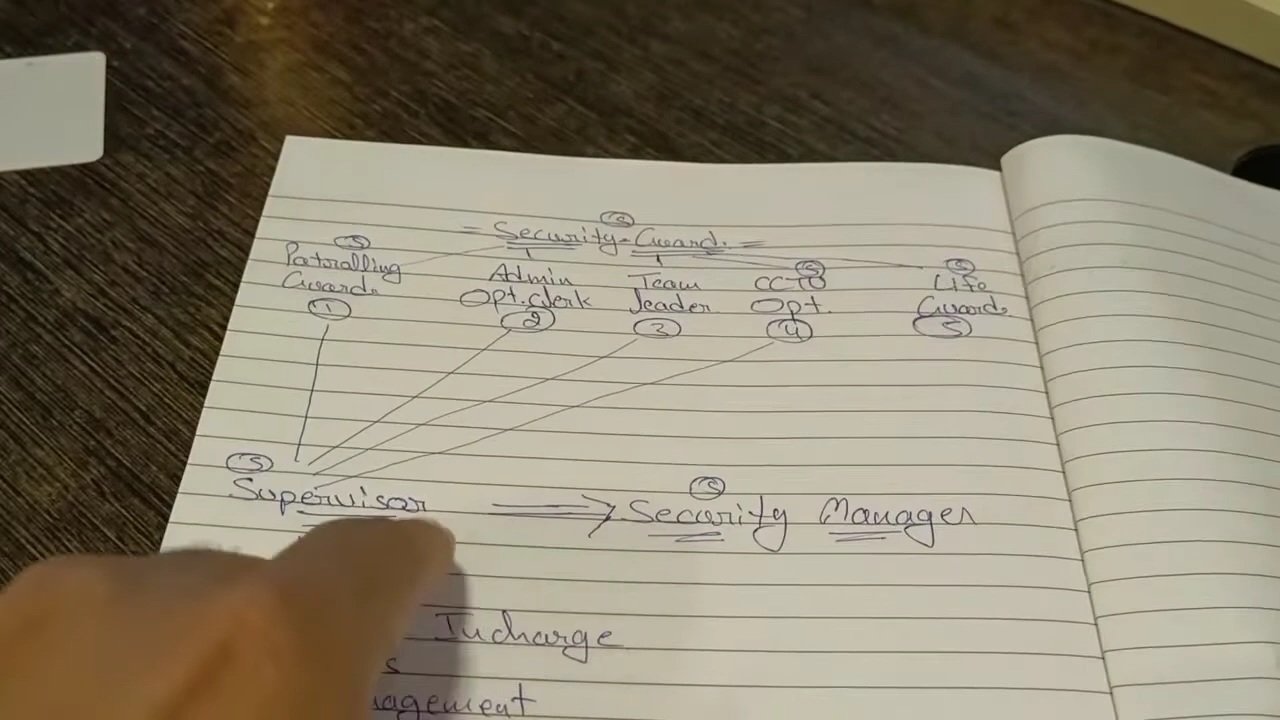 = Security-Guard. =
Patrolling
Guard.
1
Admin
Opt. Clerk
2
Team
leader
3
Opt.
4
Life
Guard.
5
Supervisor
Security Manager
Incharge
s
agement